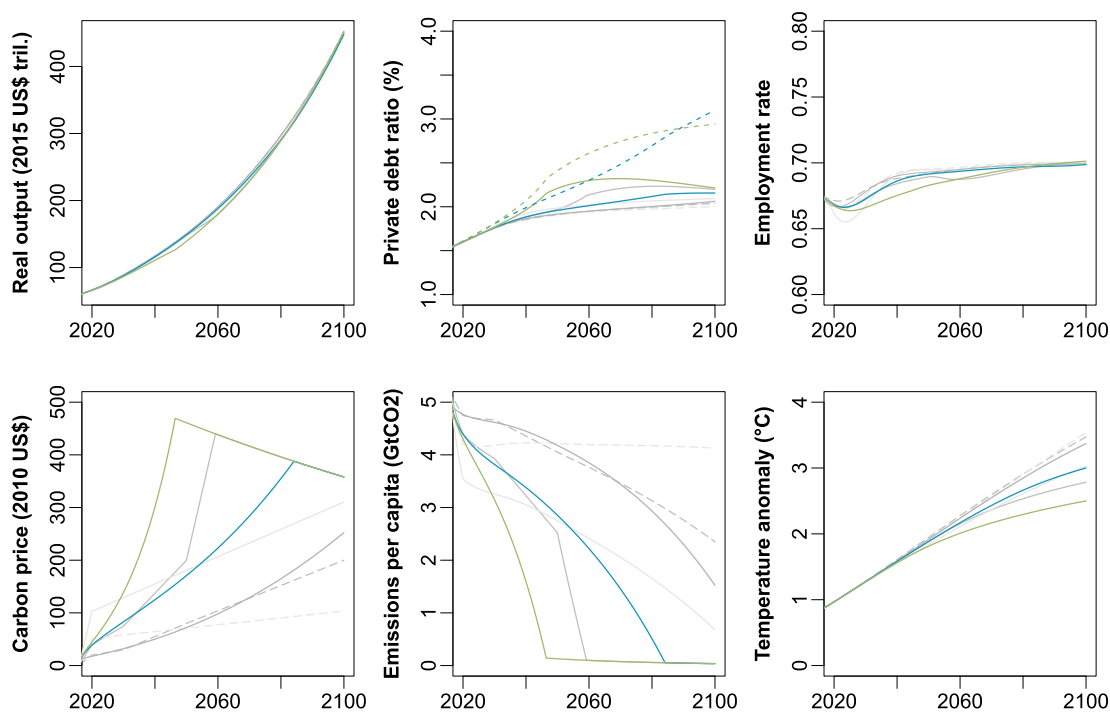 Real output (2015 US$ tril.)
100 200 300 400
2020 2060 2100
Private debt ratio (%)
1.0 2.0 3.0 4.0
2020 2060 2100
Employment rate
0.60 0.65 0.70 0.75 0.80
2020 2060 2100
Carbon price (2010 US$)
0 100 200 300 400 500
2020 2060 2100
Emissions per capita (GtCO2)
0 1 2 3 4 5
2020 2060 2100
Temperature anomaly (°C)
0 1 2 3 4
2020 2060 2100